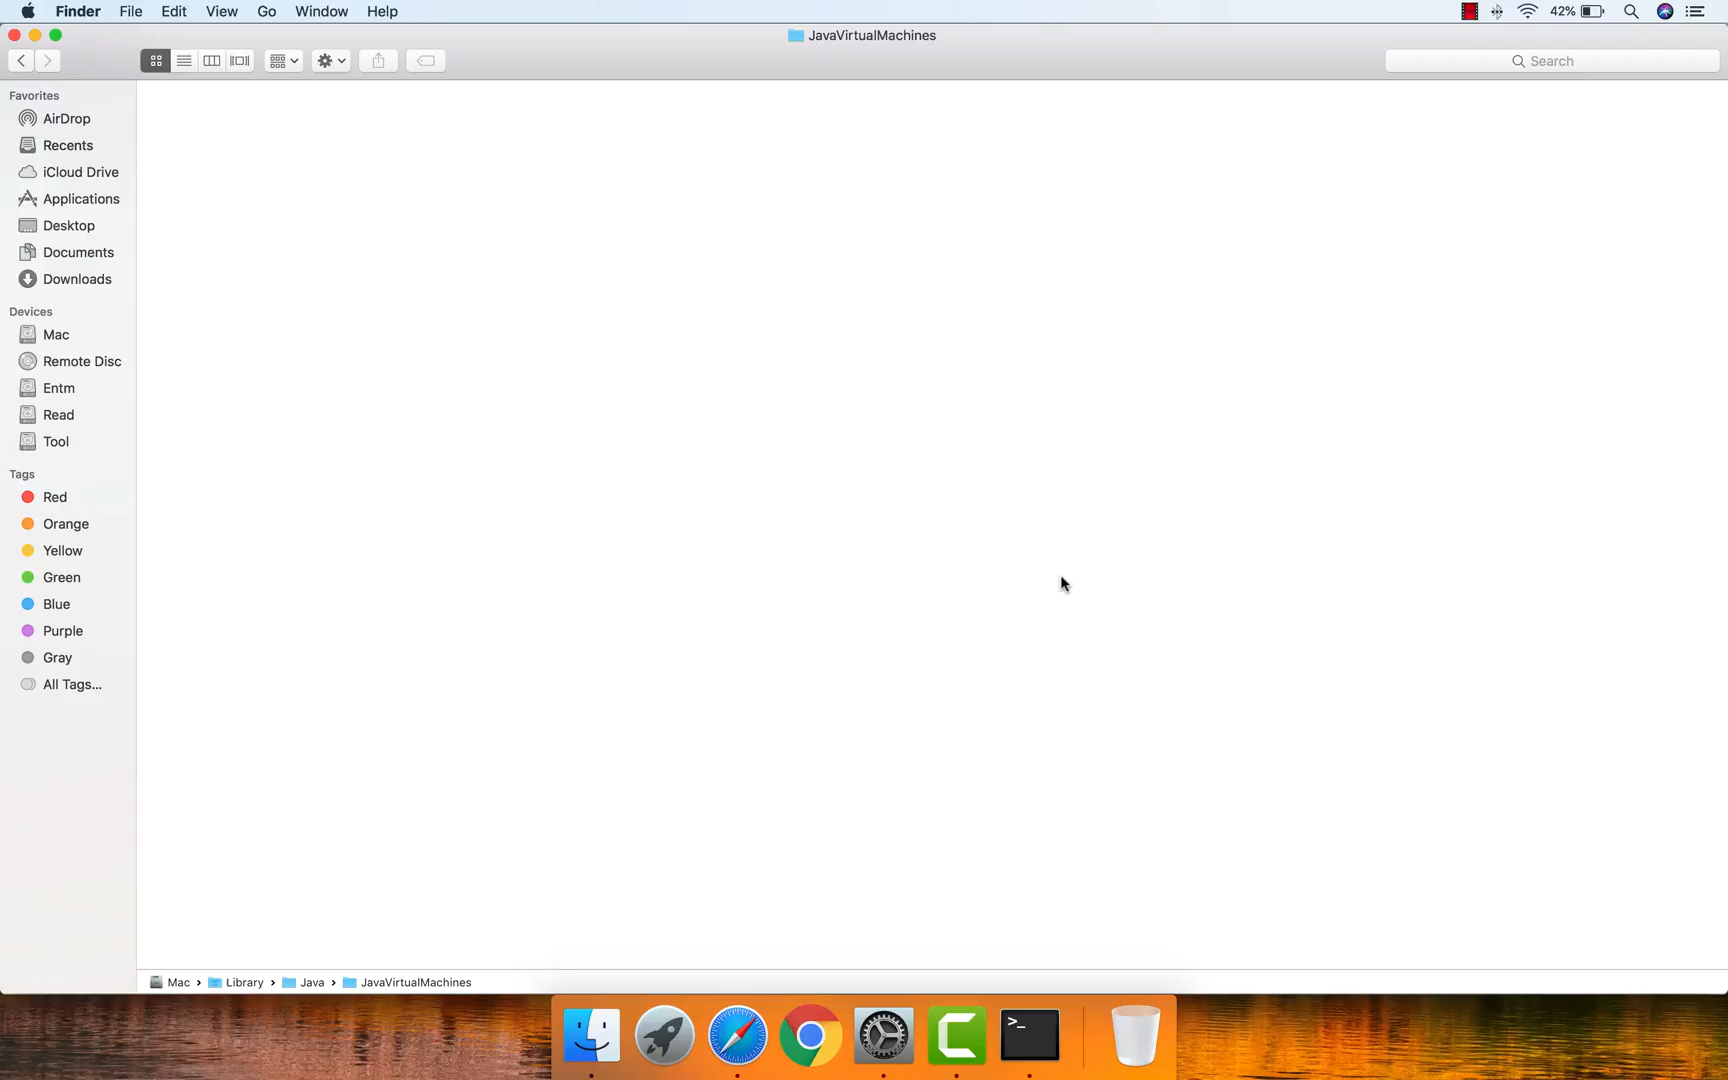 Finder File Edit View Go Window Help 42%
JavaVirtualMachines
Search
Favorites
AirDrop
Recents
iCloud Drive
Applications
Desktop
Documents
Downloads
Devices
Mac
Remote Disc
Entm
Read
Tool
Tags
Red
Orange
Yellow
Green
Blue
Purple
Gray
All Tags...
Mac › Library › Java › JavaVirtualMachines
>_